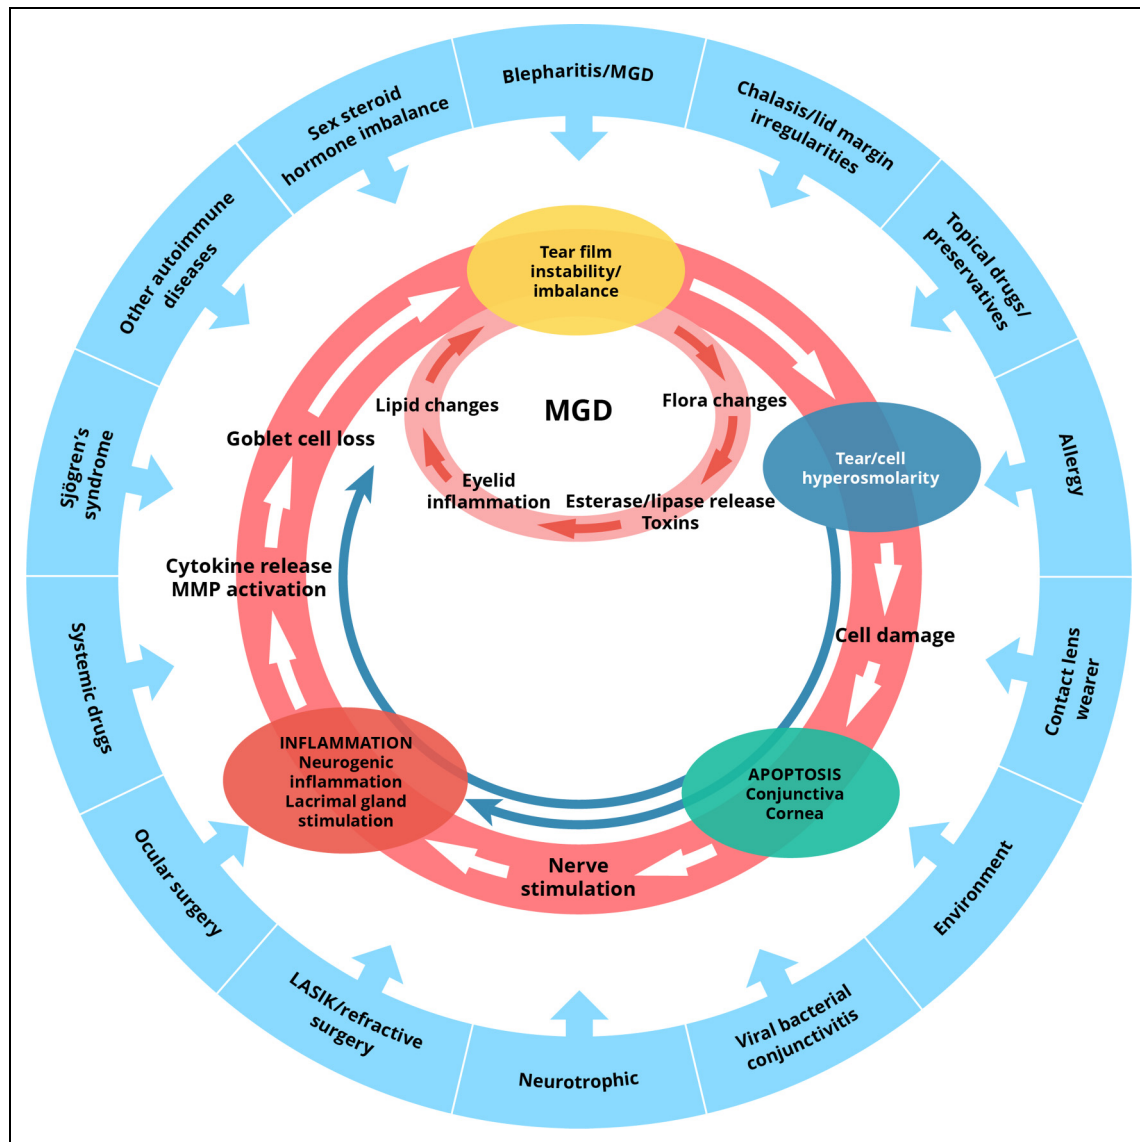 Blepharitis/MGD
Chalasis/lid margin
irregularities
Topical drugs/
preservatives
Allergy
Contact lens
wearer
Environment
Viral bacterial
conjunctivitis
Neurotrophic
LASIK/refractive
surgery
Ocular surgery
Systemic drugs
Sjögren's
syndrome
Other autoimmune
diseases
Sex steroid
hormone imbalance
Tear film
instability/
imbalance
Tear/cell
hyperosmolarity
Cell damage
APOPTOSIS
Conjunctiva
Cornea
Nerve
stimulation
INFLAMMATION
Neurogenic
inflammation
Lacrimal gland
stimulation
Cytokine release
MMP activation
Goblet cell loss
MGD
Flora changes
Esterase/lipase release
Toxins
Eyelid
inflammation
Lipid changes